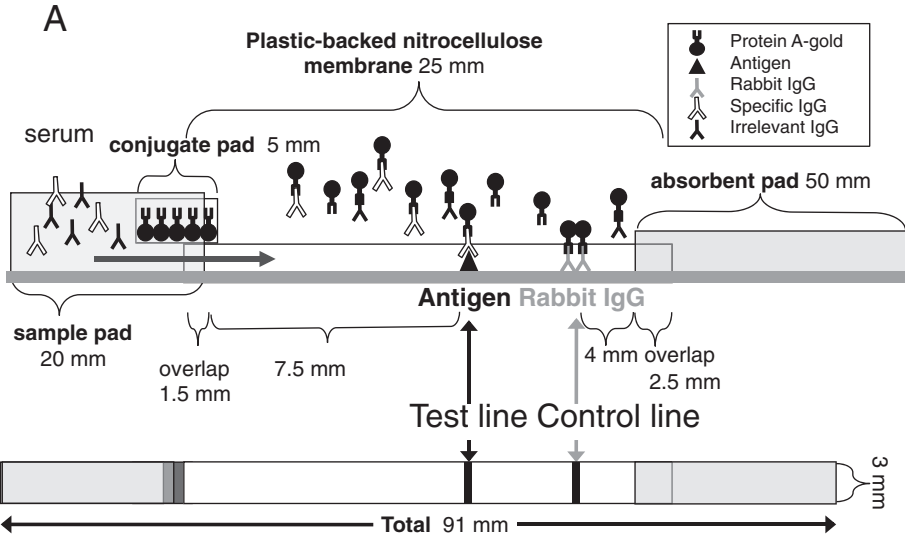 A
Plastic-backed nitrocellulose
membrane 25 mm
Protein A-gold
Antigen
Rabbit IgG
Specific IgG
Irrelevant IgG
serum
conjugate pad 5 mm
absorbent pad 50 mm
Antigen Rabbit IgG
sample pad
20 mm
overlap
1.5 mm
7.5 mm
4 mm overlap
2.5 mm
Test line Control line
3 mm
Total 91 mm